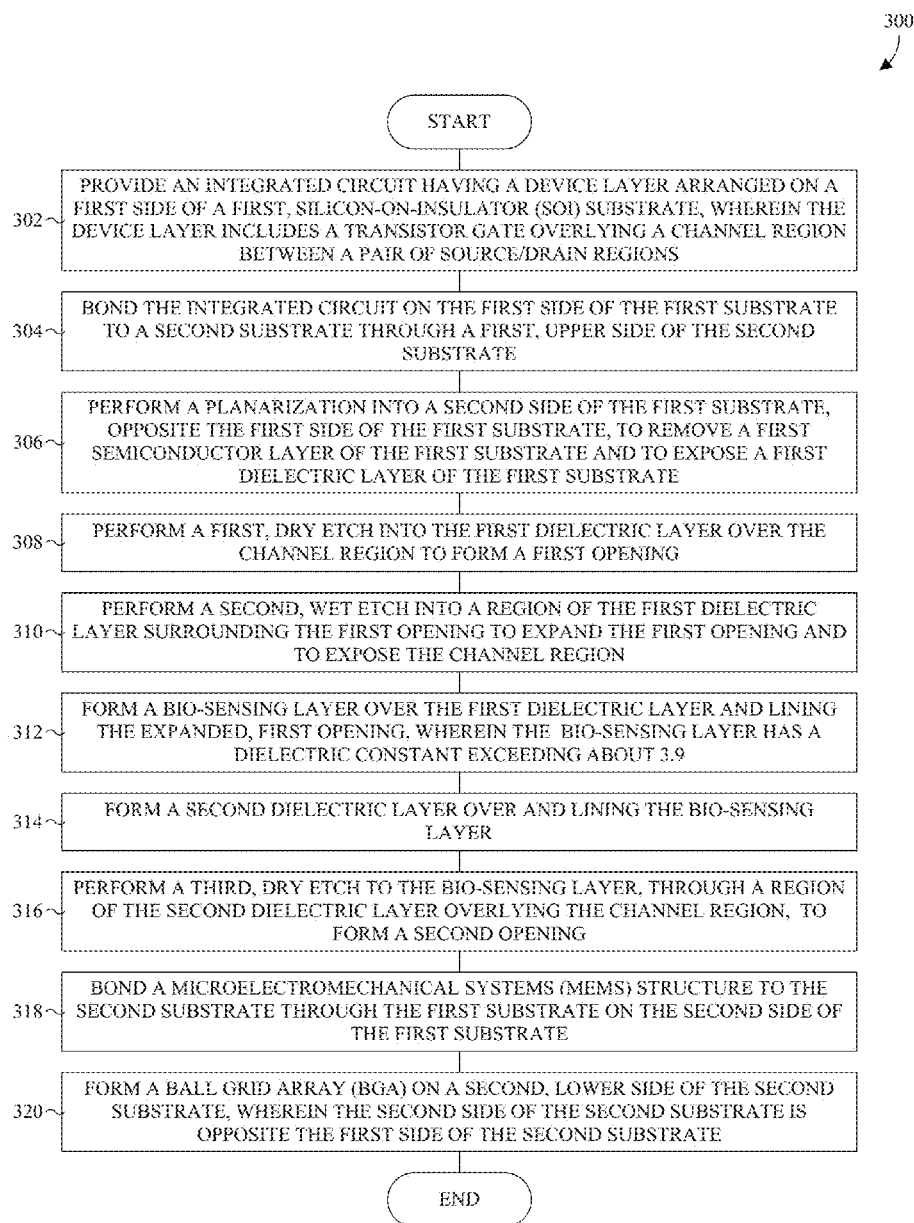 300
START
302
PROVIDE AN INTEGRATED CIRCUIT HAVING A DEVICE LAYER ARRANGED ON A
FIRST SIDE OF A FIRST, SILICON-ON-INSULATOR (SOI) SUBSTRATE, WHEREIN THE
DEVICE LAYER INCLUDES A TRANSISTOR GATE OVERLYING A CHANNEL REGION
BETWEEN A PAIR OF SOURCE/DRAIN REGIONS
304
BOND THE INTEGRATED CIRCUIT ON THE FIRST SIDE OF THE FIRST SUBSTRATE
TO A SECOND SUBSTRATE THROUGH A FIRST, UPPER SIDE OF THE SECOND
SUBSTRATE
306
PERFORM A PLANARIZATION INTO A SECOND SIDE OF THE FIRST SUBSTRATE,
OPPOSITE THE FIRST SIDE OF THE FIRST SUBSTRATE, TO REMOVE A FIRST
SEMICONDUCTOR LAYER OF THE FIRST SUBSTRATE AND TO EXPOSE A FIRST
DIELECTRIC LAYER OF THE FIRST SUBSTRATE
308
PERFORM A FIRST, DRY ETCH INTO THE FIRST DIELECTRIC LAYER OVER THE
CHANNEL REGION TO FORM A FIRST OPENING
310
PERFORM A SECOND, WET ETCH INTO A REGION OF THE FIRST DIELECTRIC
LAYER SURROUNDING THE FIRST OPENING TO EXPAND THE FIRST OPENING AND
TO EXPOSE THE CHANNEL REGION
312
FORM A BIO-SENSING LAYER OVER THE FIRST DIELECTRIC LAYER AND LINING
THE EXPANDED, FIRST OPENING, WHEREIN THE BIO-SENSING LAYER HAS A
DIELECTRIC CONSTANT EXCEEDING ABOUT 3.9
314
FORM A SECOND DIELECTRIC LAYER OVER AND LINING THE BIO-SENSING
LAYER
316
PERFORM A THIRD, DRY ETCH TO THE BIO-SENSING LAYER, THROUGH A REGION
OF THE SECOND DIELECTRIC LAYER OVERLYING THE CHANNEL REGION, TO
FORM A SECOND OPENING
318
BOND A MICROELECTROMECHANICAL SYSTEMS (MEMS) STRUCTURE TO THE
SECOND SUBSTRATE THROUGH THE FIRST SUBSTRATE ON THE SECOND SIDE OF
THE FIRST SUBSTRATE
320
FORM A BALL GRID ARRAY (BGA) ON A SECOND, LOWER SIDE OF THE SECOND
SUBSTRATE, WHEREIN THE SECOND SIDE OF THE SECOND SUBSTRATE IS
OPPOSITE THE FIRST SIDE OF THE SECOND SUBSTRATE
END